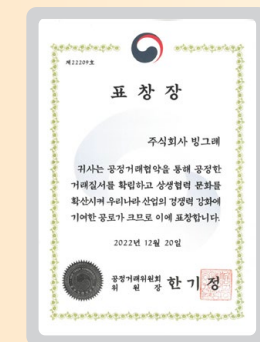 제22209호
표 창 장
주식회사 빙그레
귀사는 공정거래협약을 통해 공정한
거래질서를 확립하고 상생협력 문화를
확산시켜 우리나라 산업의 경쟁력 강화에
기여한 공로가 크므로 이에 표창합니다.
2022년 12월 20일
공정거래위원회
위 원 장 한 기 정